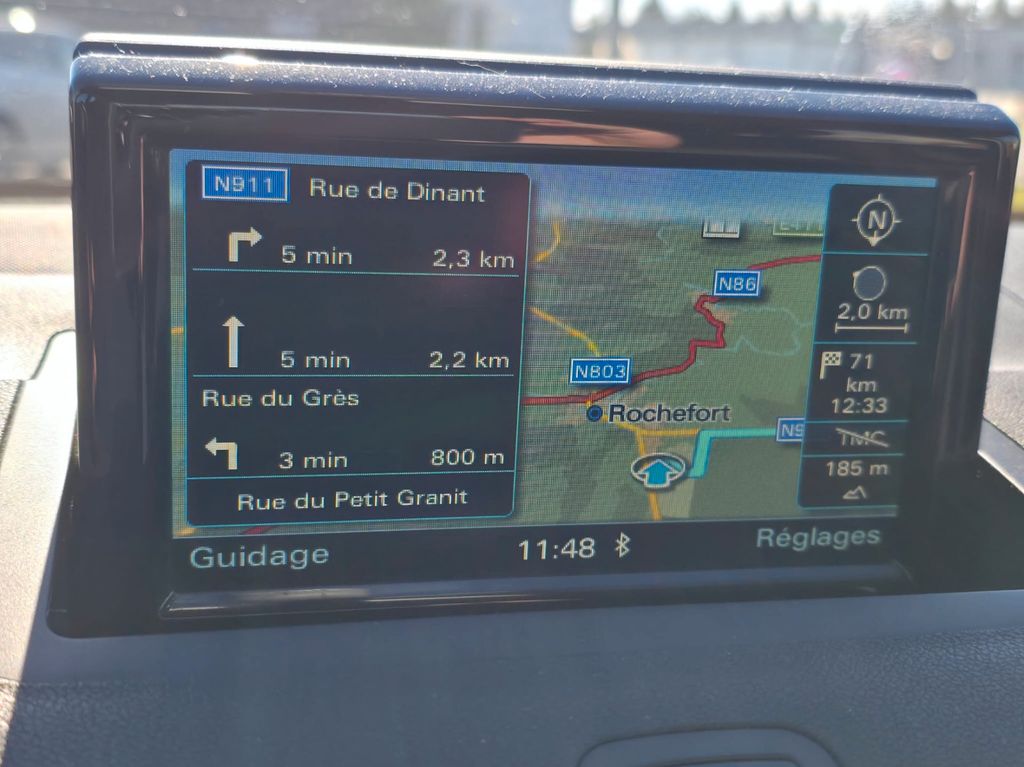 N911 Rue de Dinant
5 min 2,3 km
5 min 2,2 km
Rue du Grès
3 min 800 m
Rue du Petit Granit
Guidage
11:48
Réglages
N86
N803
Rochefort
N
2,0 km
71
km
12:33
TMC
185 m